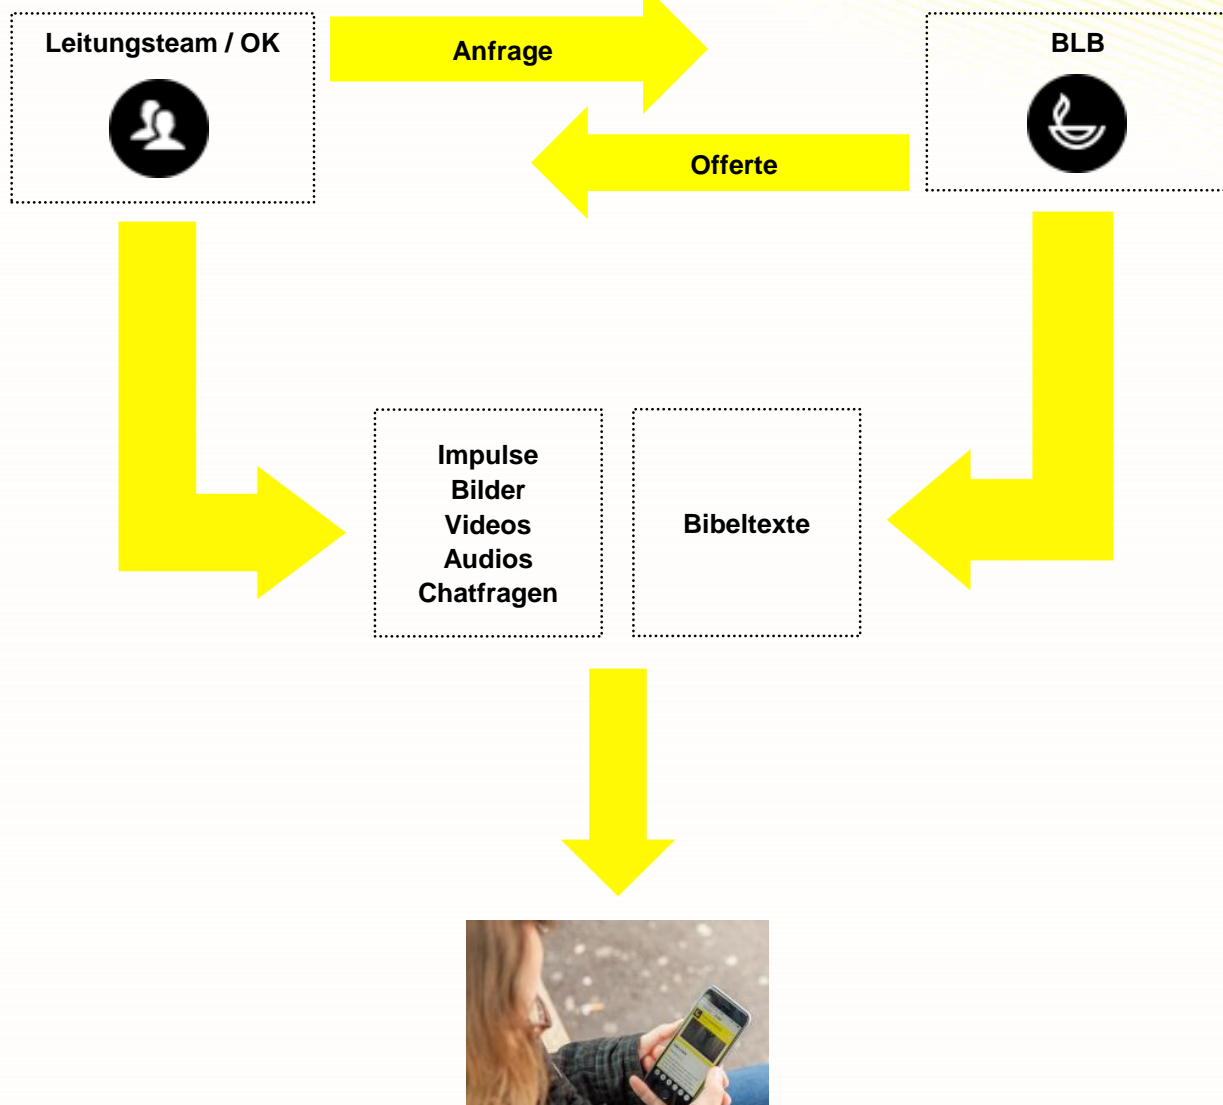 Leitungsteam / OK
Anfrage
BLB
Offerte
Impulse
Bilder
Videos
Audios
Chatfragen
Bibeltexte